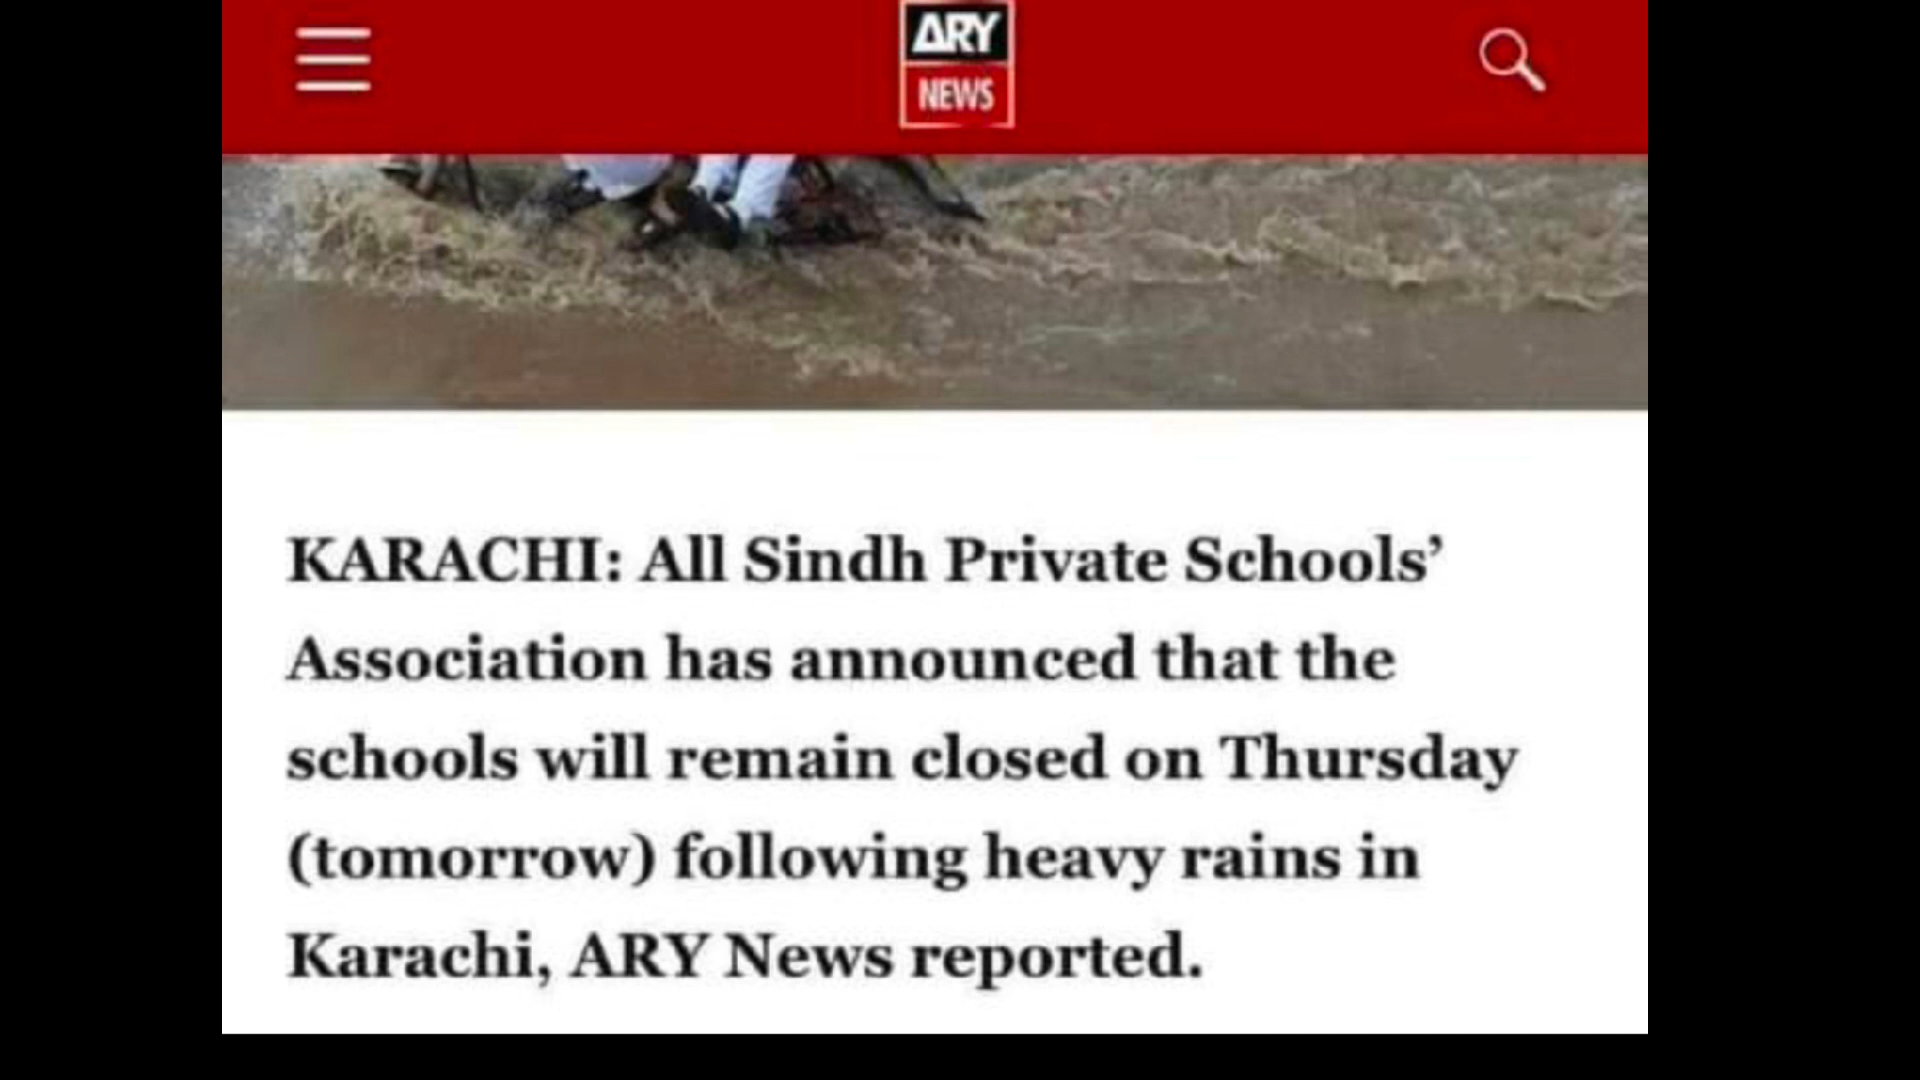 ARY
NEWS
KARACHI: All Sindh Private Schools’
Association has announced that the
schools will remain closed on Thursday
(tomorrow) following heavy rains in
Karachi, ARY News reported.